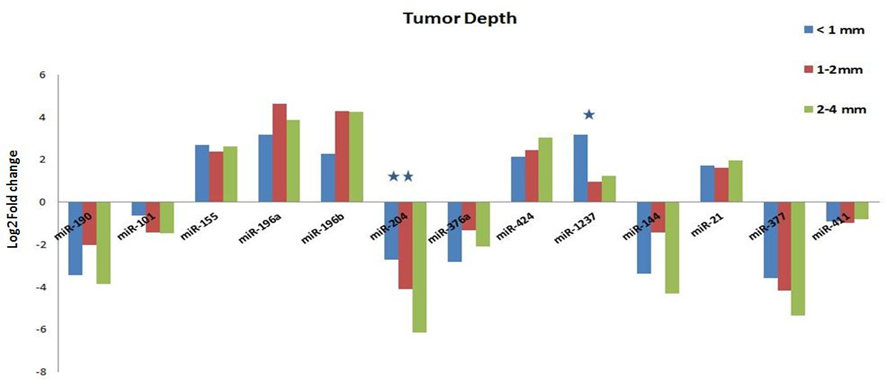 Tumor Depth
< 1 mm
1-2mm
2-4 mm
Log2 Fold change
6
4
2
0
-2
-4
-6
-8
miR-190
miR-101
miR-155
miR-196a
miR-196b
miR-204
miR-376a
miR-424
miR-1237
miR-144
miR-21
miR-377
miR-411